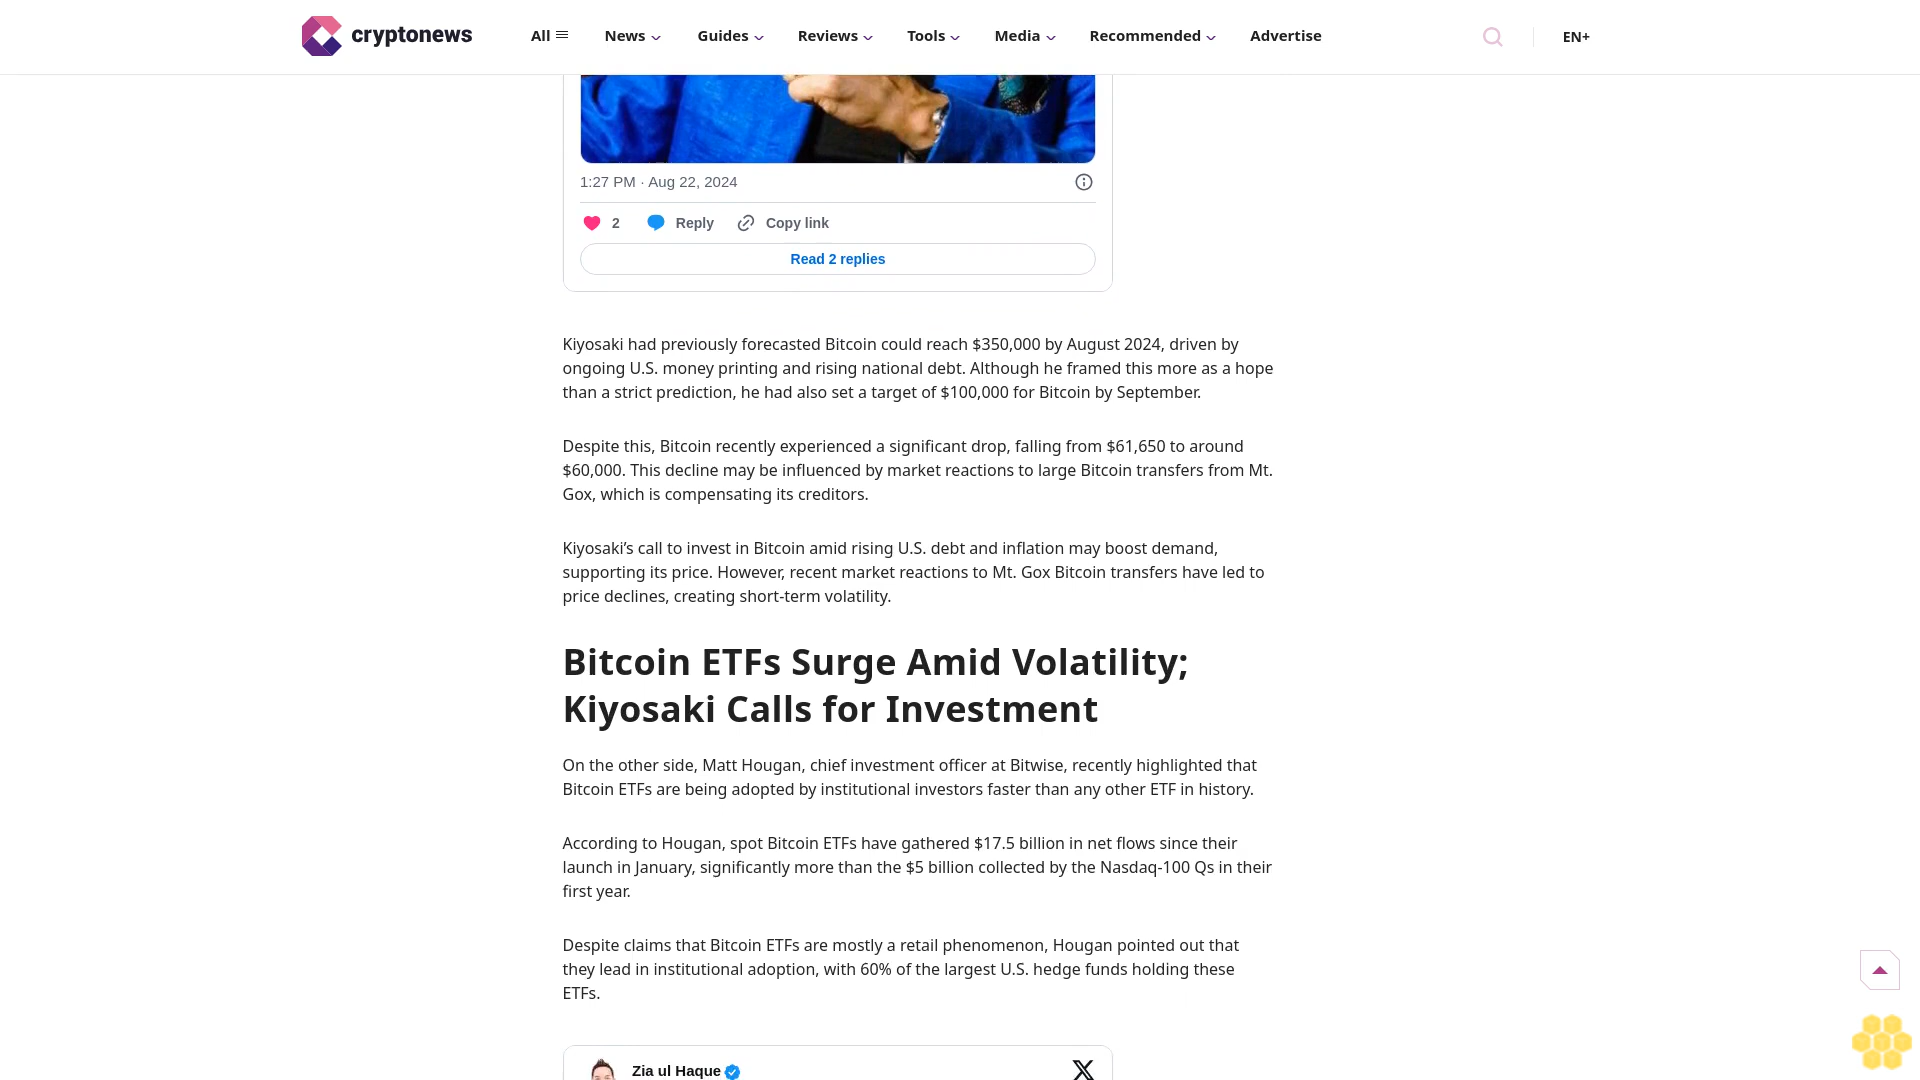 cryptonews
All
News
Guides
Reviews
Tools
Media
Recommended
Advertise
EN+
1:27 PM · Aug 22, 2024
2
Reply
Copy link
Read 2 replies
Kiyosaki had previously forecasted Bitcoin could reach $350,000 by August 2024, driven by
ongoing U.S. money printing and rising national debt. Although he framed this more as a hope
than a strict prediction, he had also set a target of $100,000 for Bitcoin by September.
Despite this, Bitcoin recently experienced a significant drop, falling from $61,650 to around
$60,000. This decline may be influenced by market reactions to large Bitcoin transfers from Mt.
Gox, which is compensating its creditors.
Kiyosaki’s call to invest in Bitcoin amid rising U.S. debt and inflation may boost demand,
supporting its price. However, recent market reactions to Mt. Gox Bitcoin transfers have led to
price declines, creating short-term volatility.
Bitcoin ETFs Surge Amid Volatility;
Kiyosaki Calls for Investment
On the other side, Matt Hougan, chief investment officer at Bitwise, recently highlighted that
Bitcoin ETFs are being adopted by institutional investors faster than any other ETF in history.
According to Hougan, spot Bitcoin ETFs have gathered $17.5 billion in net flows since their
launch in January, significantly more than the $5 billion collected by the Nasdaq-100 Qs in their
first year.
Despite claims that Bitcoin ETFs are mostly a retail phenomenon, Hougan pointed out that
they lead in institutional adoption, with 60% of the largest U.S. hedge funds holding these
ETFs.
Zia ul Haque